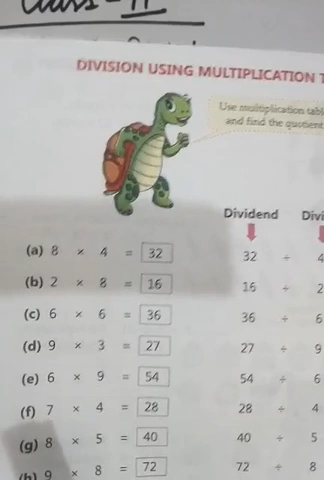 Class - II
DIVISION USING MULTIPLICATION
Use multiplication
and find the quotient
Dividend
(a) 8 × 4 = 32 32 ÷ 4
(b) 2 × 8 = 16 16 ÷ 2
(c) 6 × 6 = 36 36 ÷ 6
(d) 9 × 3 = 27 27 ÷ 9
(e) 6 × 9 = 54 54 ÷ 6
(f) 7 × 4 = 28 28 ÷ 4
(g) 8 × 5 = 40 40 ÷ 5
(h) 9 × 8 = 72 72 ÷ 8